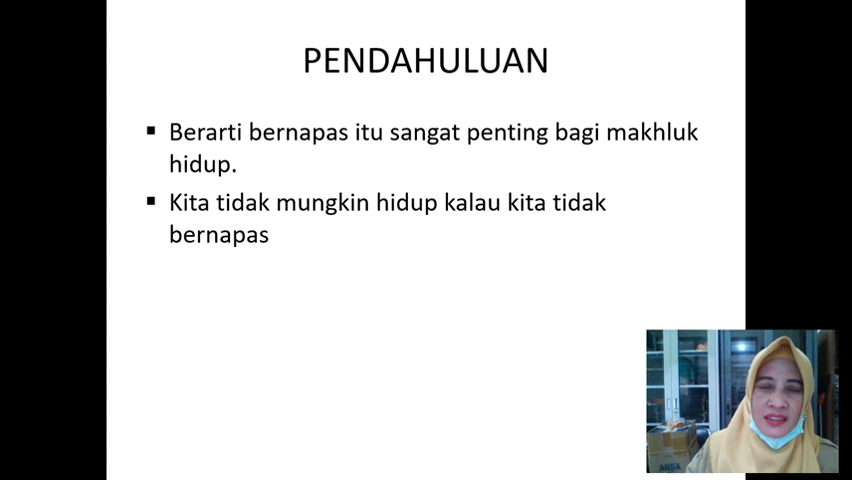 PENDAHULUAN
Berarti bernapas itu sangat penting bagi makhluk
hidup.
Kita tidak mungkin hidup kalau kita tidak
bernapas